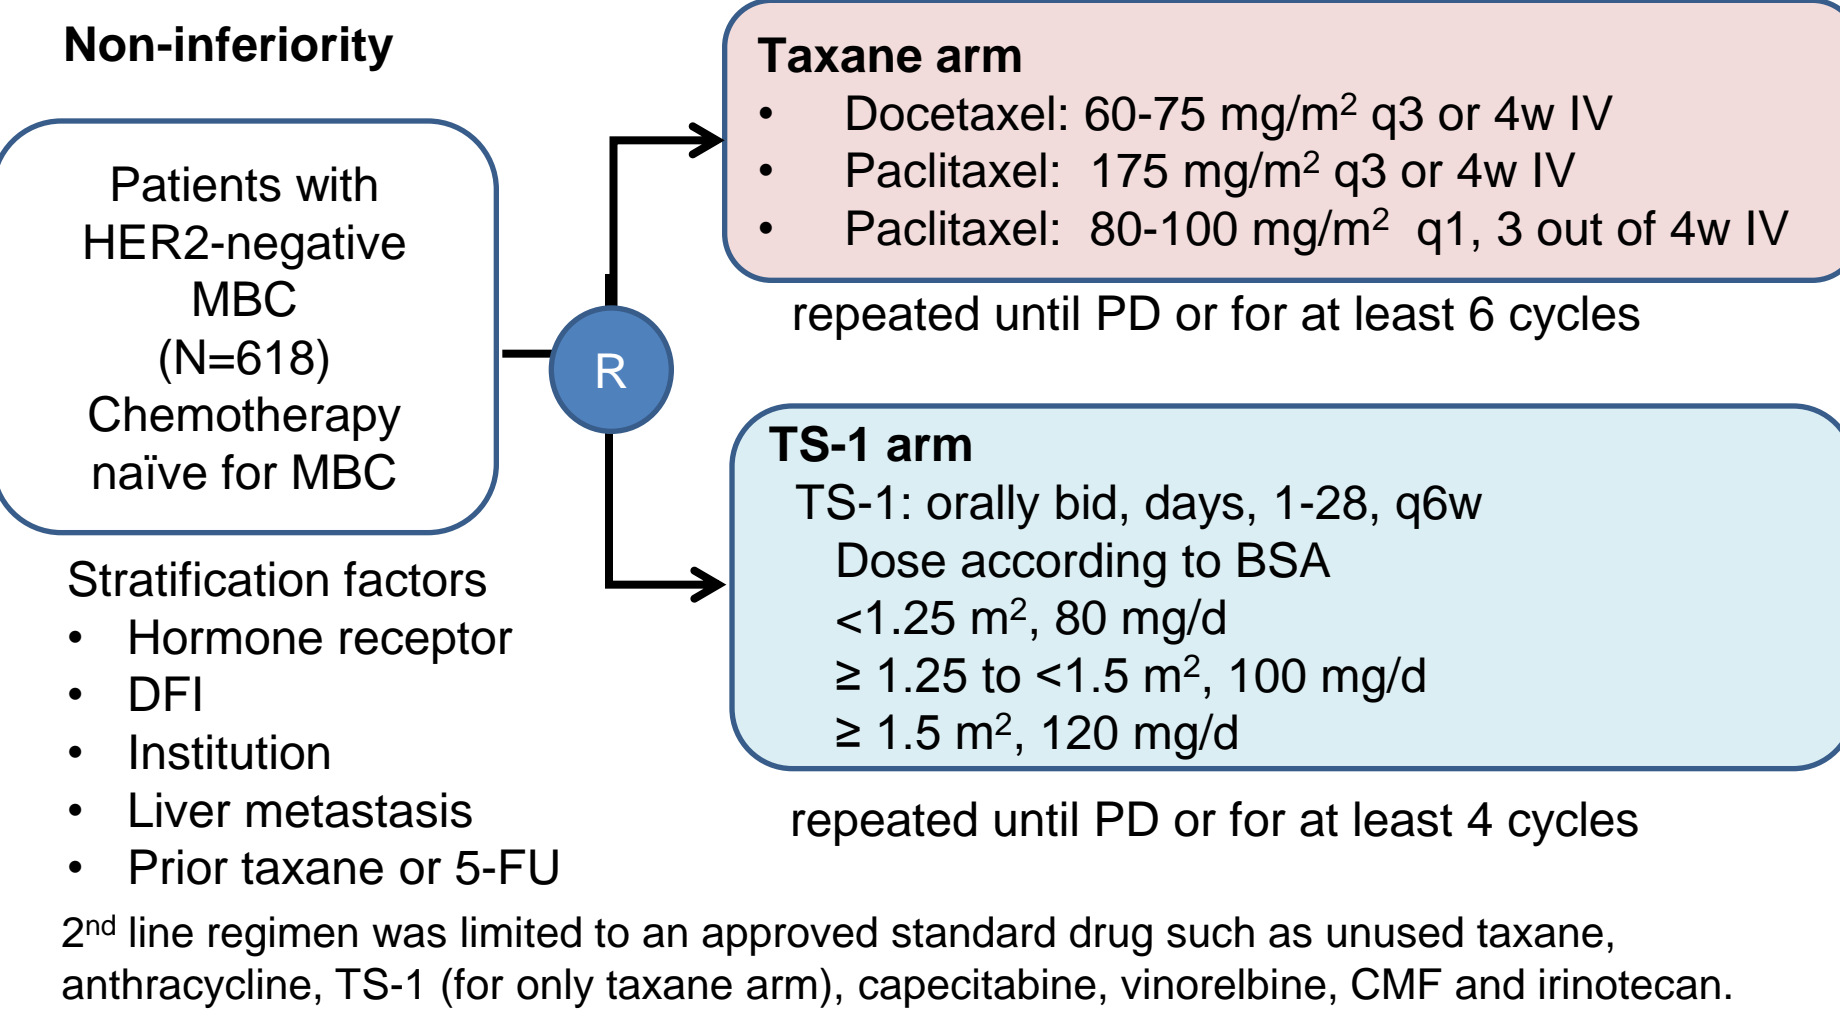 Non-inferiority
Patients with
HER2-negative
MBC
(N=618)
Chemotherapy
naïve for MBC
R
Taxane arm
• Docetaxel: 60-75 mg/m² q3 or 4w IV
• Paclitaxel: 175 mg/m² q3 or 4w IV
• Paclitaxel: 80-100 mg/m² q1, 3 out of 4w IV
repeated until PD or for at least 6 cycles
TS-1 arm
TS-1: orally bid, days, 1-28, q6w
Dose according to BSA
<1.25 m², 80 mg/d
≥ 1.25 to <1.5 m², 100 mg/d
≥ 1.5 m², 120 mg/d
repeated until PD or for at least 4 cycles
Stratification factors
• Hormone receptor
• DFI
• Institution
• Liver metastasis
• Prior taxane or 5-FU
2nd line regimen was limited to an approved standard drug such as unused taxane,
anthracycline, TS-1 (for only taxane arm), capecitabine, vinorelbine, CMF and irinotecan.